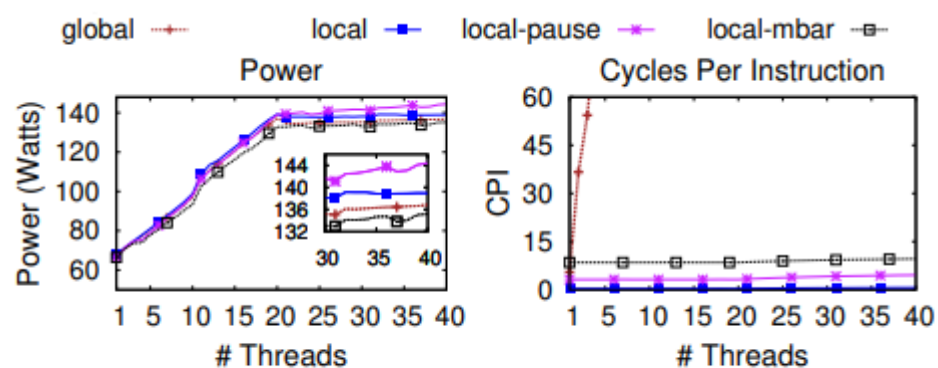 global local local-pause local-mbar
Power
Power (Watts)
140
120
100
80
60
144
140
136
132
30 35 40
1 5 10 15 20 25 30 35 40
# Threads
Cycles Per Instruction
CPI
60
45
30
15
0
1 5 10 15 20 25 30 35 40
# Threads